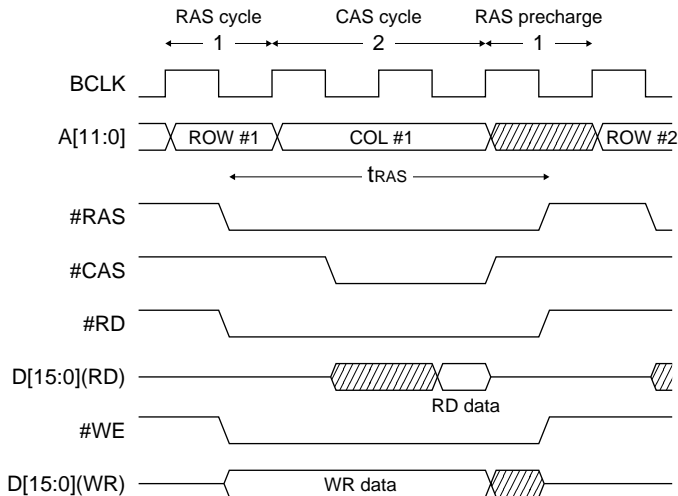 RAS cycle CAS cycle RAS precharge
1 2 1
BCLK
A[11:0] ROW #1 COL #1 ROW #2
tRAS
#RAS
#CAS
#RD
D[15:0](RD)
RD data
#WE
D[15:0](WR) WR data